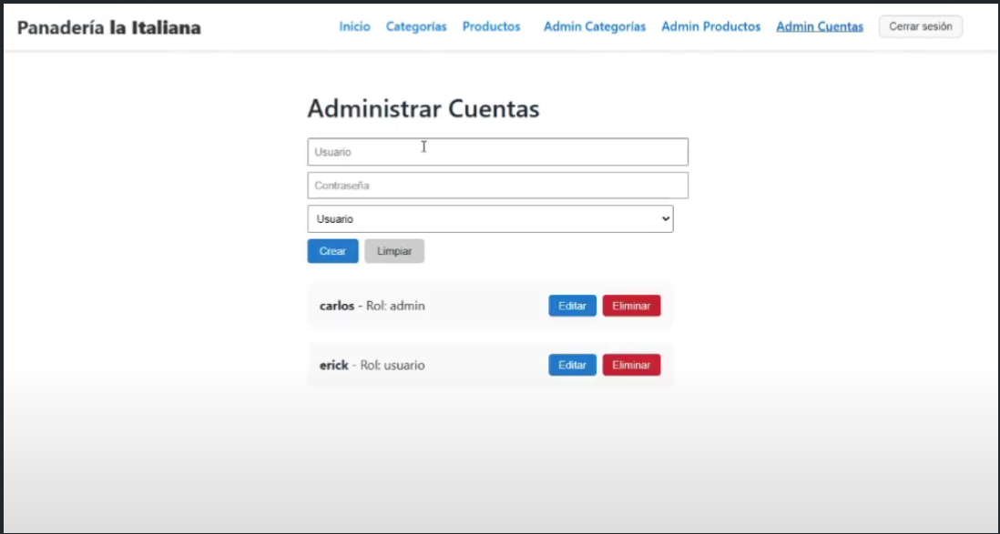 Panadería la Italiana Inicio Categorías Productos Admin Categorías Admin Productos Admin Cuentas Cerrar sesión
Administrar Cuentas
Usuario
Contraseña
Usuario
Crear Limpiar
carlos - Rol: admin Editar Eliminar
erick - Rol: usuario Editar Eliminar